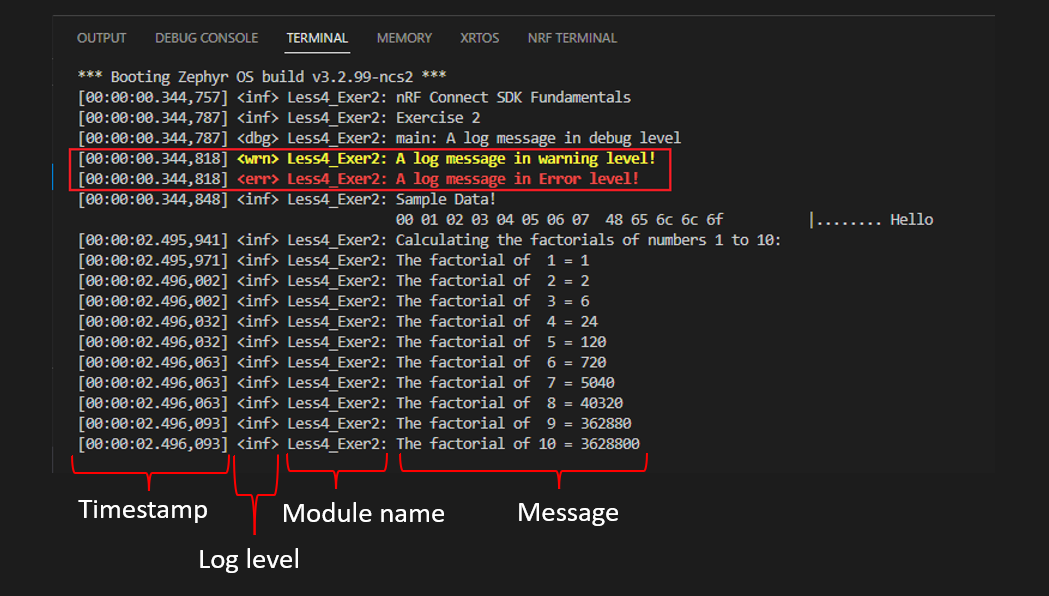 OUTPUT DEBUG CONSOLE TERMINAL MEMORY XRTOS NRF TERMINAL
*** Booting Zephyr OS build v3.2.99-ncs2 ***
[00:00:00.344,757] <inf> Less4_Exer2: nRF Connect SDK Fundamentals
[00:00:00.344,787] <inf> Less4_Exer2: Exercise 2
[00:00:00.344,787] <dbg> Less4_Exer2: main: A log message in debug level
[00:00:00.344,818] <wrn> Less4_Exer2: A log message in warning level!
[00:00:00.344,818] <err> Less4_Exer2: A log message in Error level!
[00:00:00.344,848] <inf> Less4_Exer2: Sample Data!
00 01 02 03 04 05 06 07  48 65 6c 6c 6f          |........ Hello
[00:00:02.495,941] <inf> Less4_Exer2: Calculating the factorials of numbers 1 to 10:
[00:00:02.495,971] <inf> Less4_Exer2: The factorial of  1 = 1
[00:00:02.496,002] <inf> Less4_Exer2: The factorial of  2 = 2
[00:00:02.496,002] <inf> Less4_Exer2: The factorial of  3 = 6
[00:00:02.496,032] <inf> Less4_Exer2: The factorial of  4 = 24
[00:00:02.496,032] <inf> Less4_Exer2: The factorial of  5 = 120
[00:00:02.496,063] <inf> Less4_Exer2: The factorial of  6 = 720
[00:00:02.496,063] <inf> Less4_Exer2: The factorial of  7 = 5040
[00:00:02.496,063] <inf> Less4_Exer2: The factorial of  8 = 40320
[00:00:02.496,093] <inf> Less4_Exer2: The factorial of  9 = 362880
[00:00:02.496,093] <inf> Less4_Exer2: The factorial of 10 = 3628800
Timestamp
Log level
Module name
Message